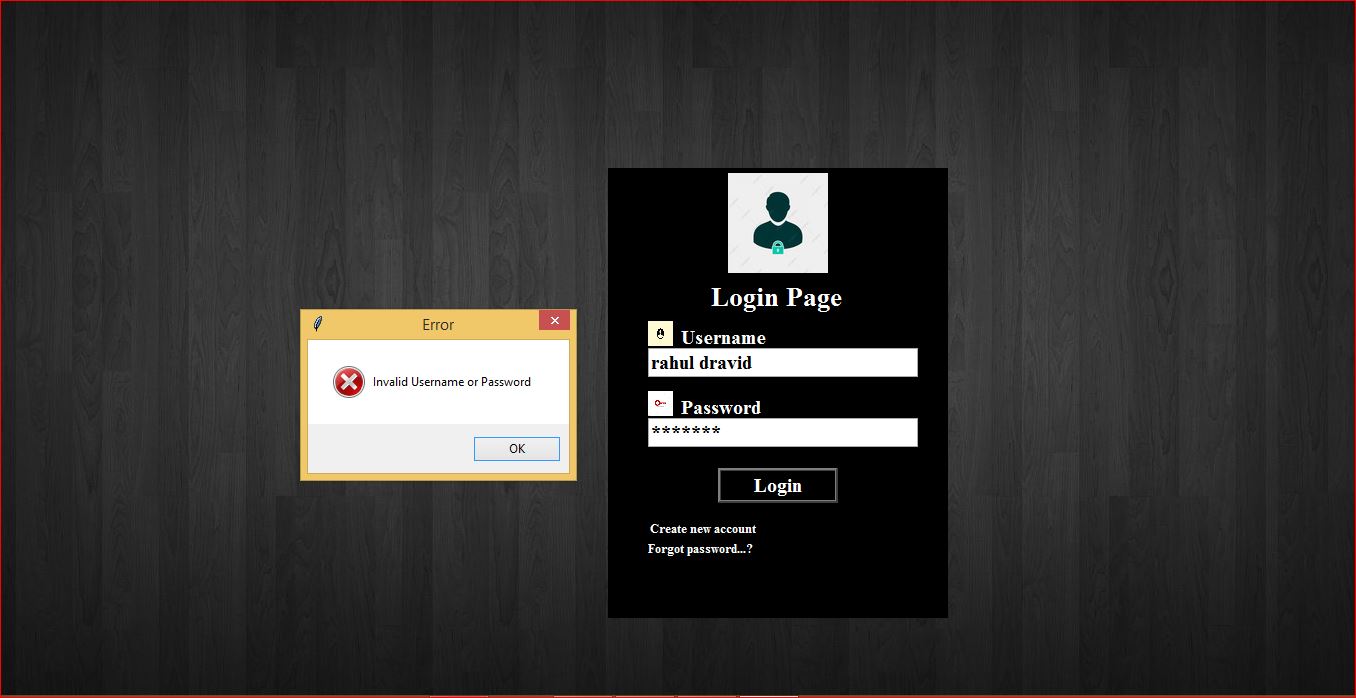 Error
Invalid Username or Password
OK
Login Page
Username
rahul dravid
Password
*******
Login
Create new account
Forgot password...?